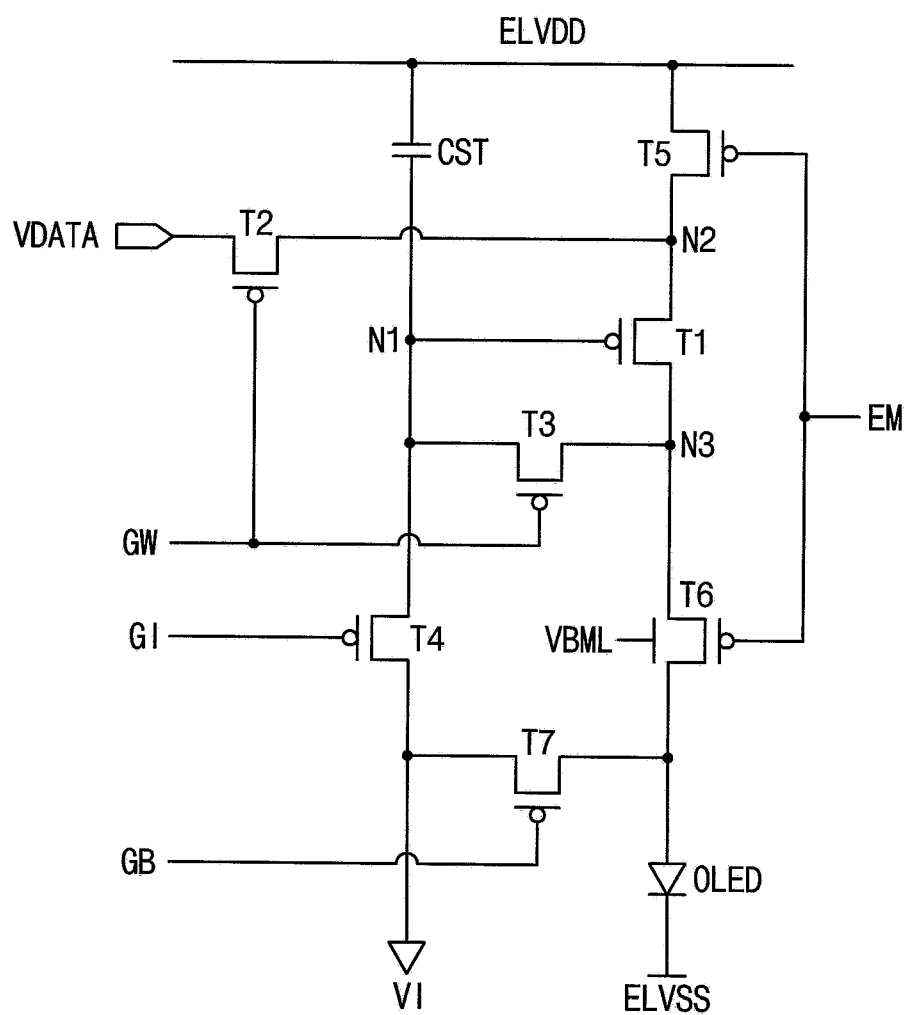 ELVDD
CST
T5
VDATA
T2
N2
N1
T1
EM
T3
N3
GW
T6
GI
T4
VBML
T7
GB
OLED
VI
ELVSS